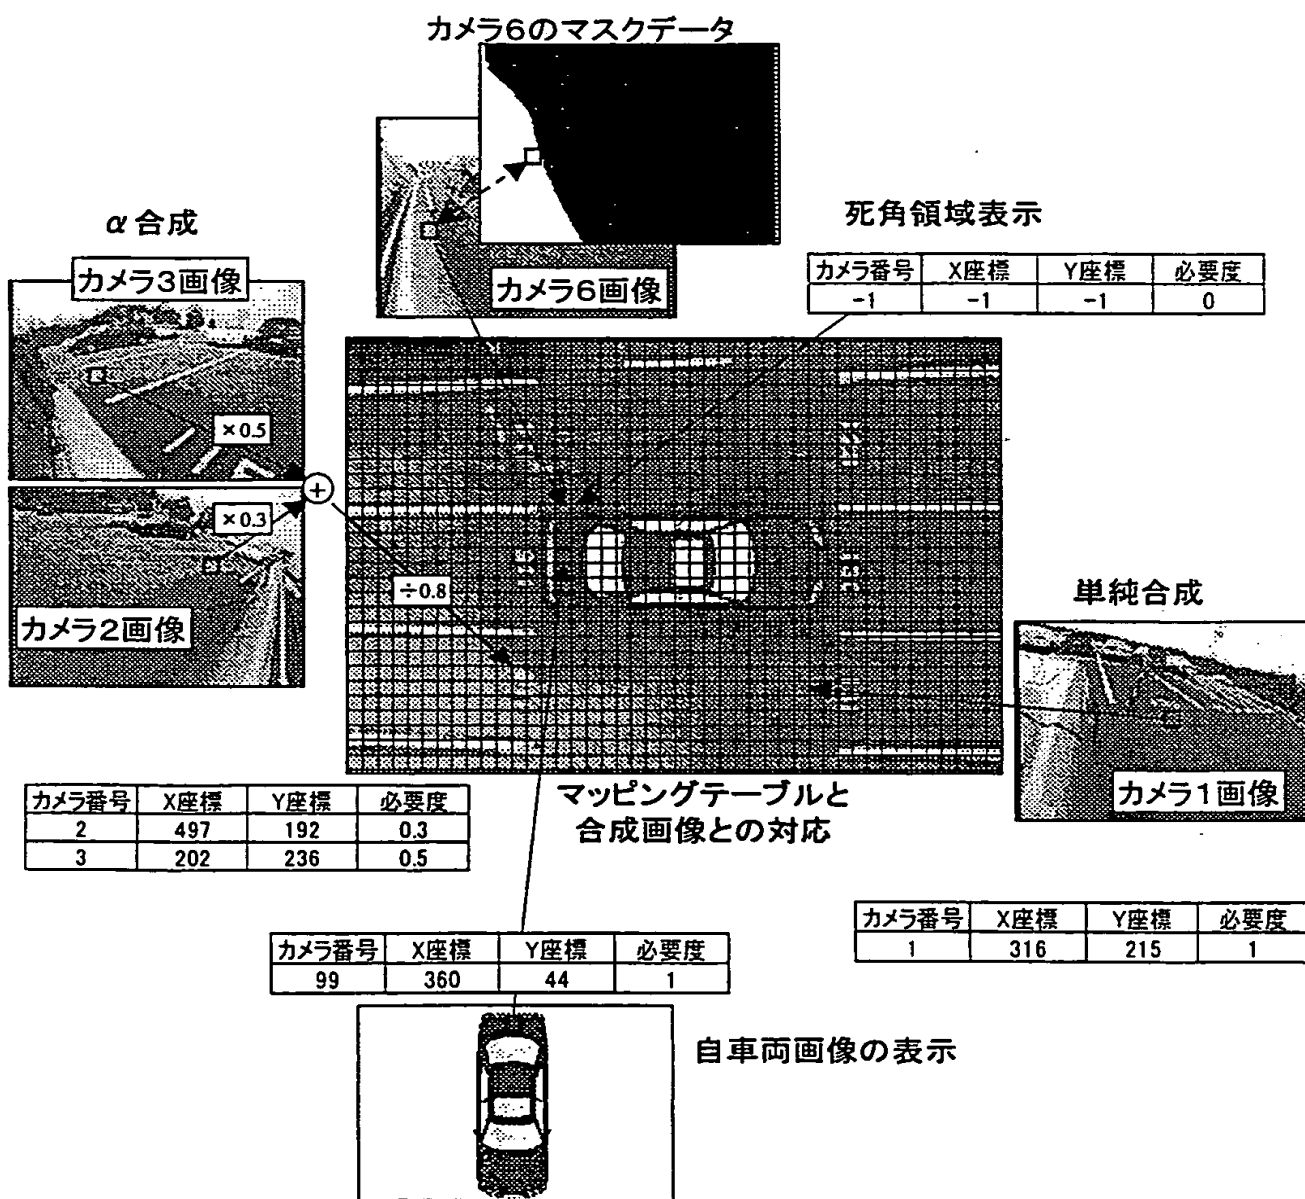 カメラ6のマスクデータ
α合成
死角領域表示
カメラ3画像
カメラ6画像
カメラ番号 X座標 Y座標 必要度
-1 -1 -1 0
×0.5
+
×0.3
÷0.8
カメラ2画像
単純合成
カメラ1画像
マッピングテーブルと
合成画像との対応
カメラ番号 X座標 Y座標 必要度
2 497 192 0.3
3 202 236 0.5
カメラ番号 X座標 Y座標 必要度
1 316 215 1
カメラ番号 X座標 Y座標 必要度
99 360 44 1
自車両画像の表示